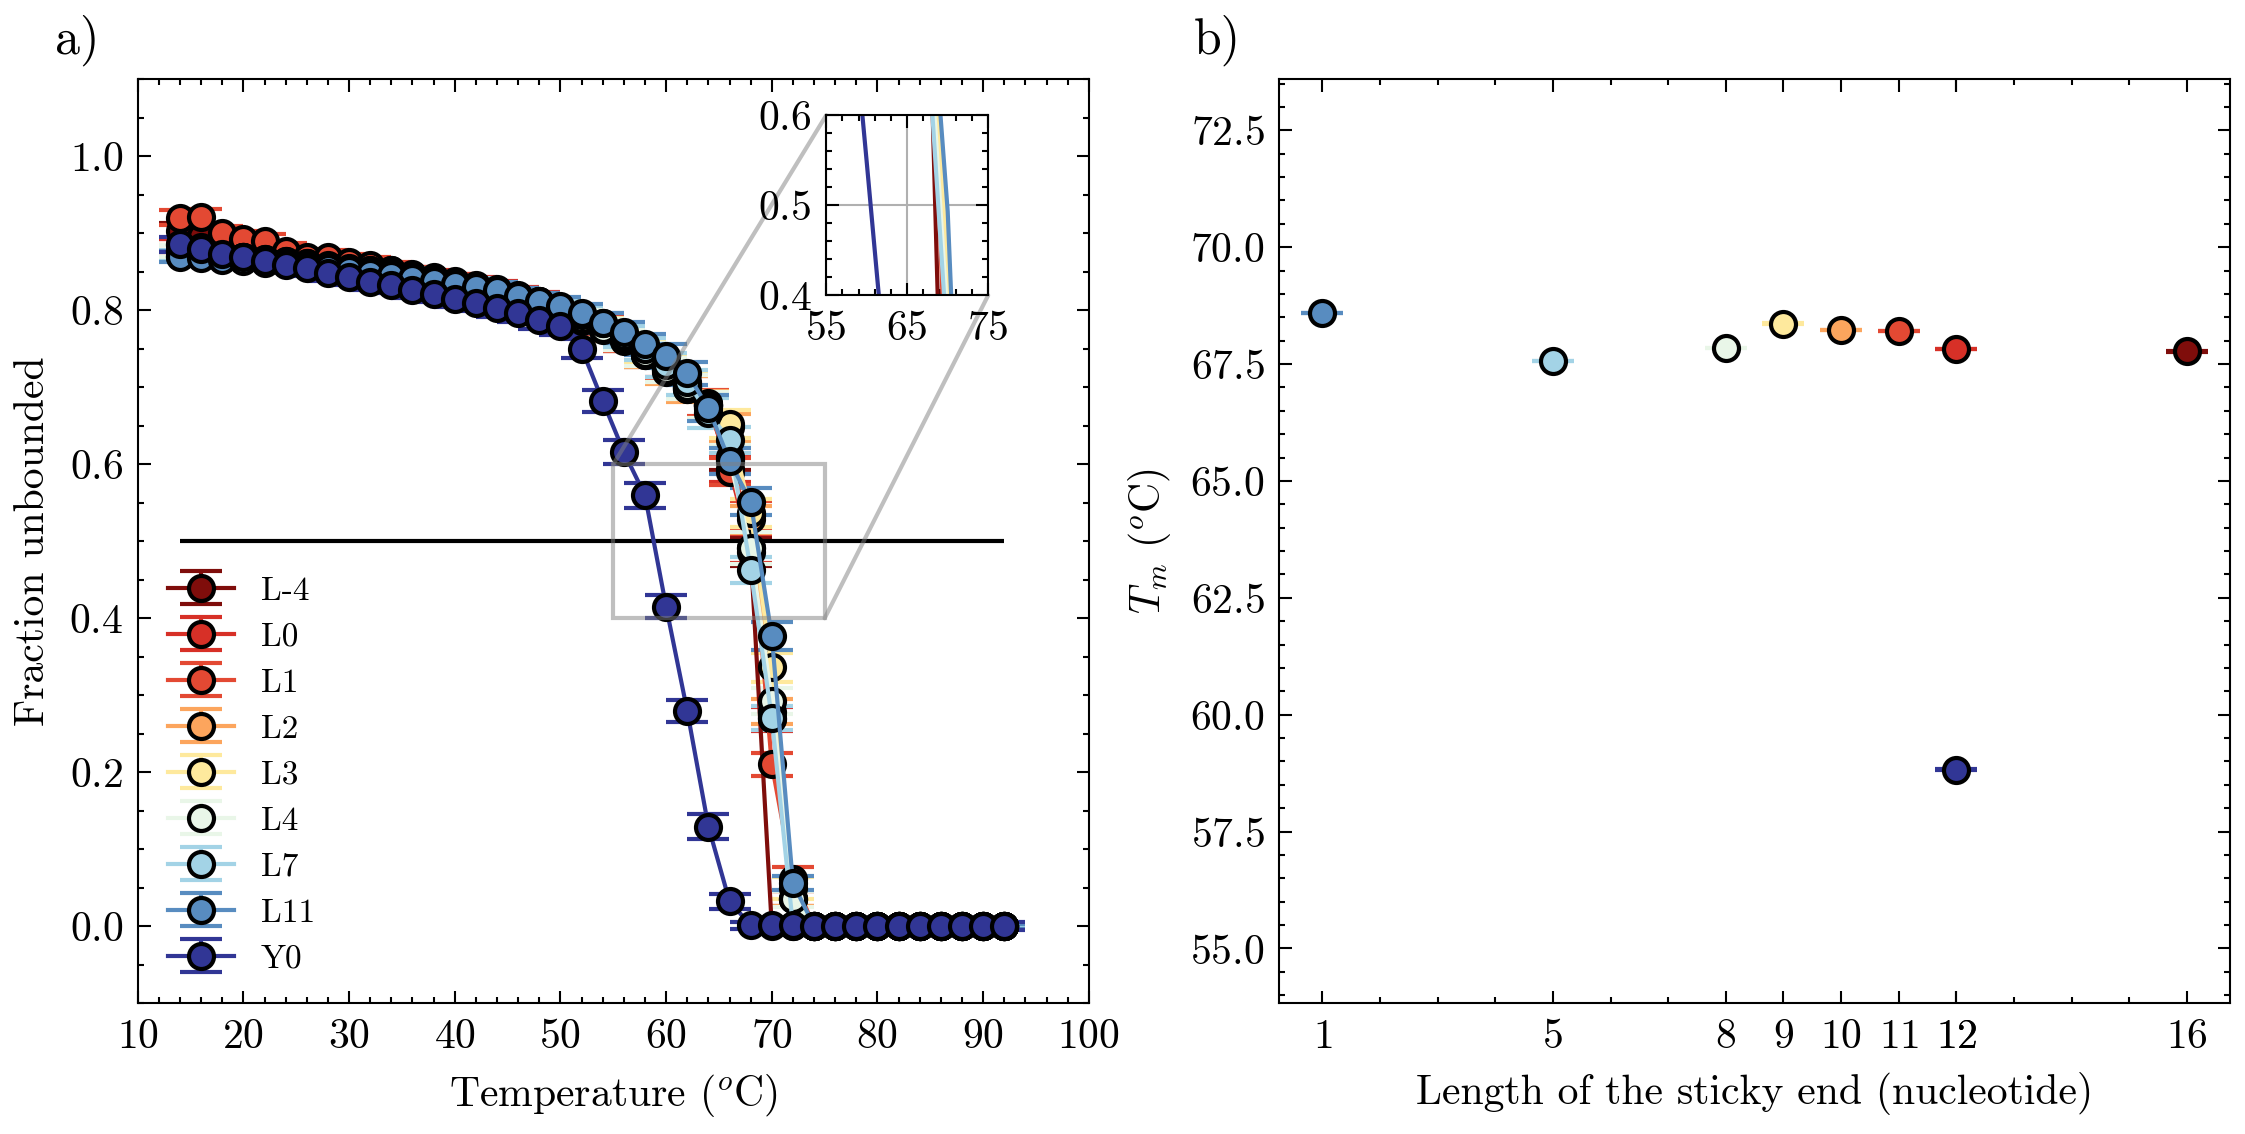 a)
1.0
0.8
0.6
0.4
0.2
0.0
Fraction unbounded
0.6
0.5
0.4
55 65 75
L-4
L0
L1
L2
L3
L4
L7
L11
Y0
10 20 30 40 50 60 70 80 90 100
Temperature (°C)
b)
72.5
70.0
67.5
65.0
62.5
60.0
57.5
55.0
Tm (°C)
1 5 8 9 10 11 12 16
Length of the sticky end (nucleotide)